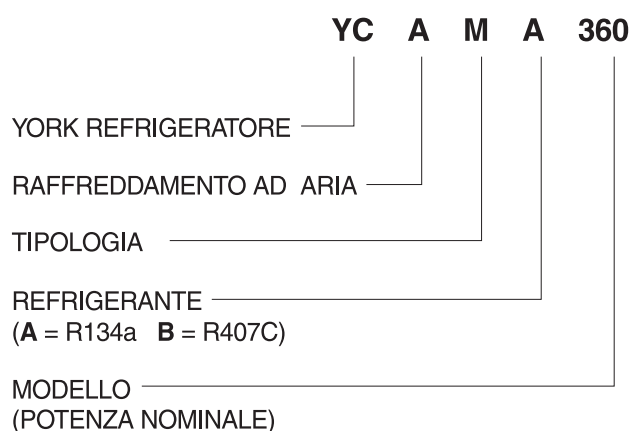 YC A M A 360
YORK REFRIGERATORE
RAFFREDDAMENTO AD ARIA
TIPOLOGIA
REFRIGERANTE
(A = R134a B = R407C)
MODELLO
(POTENZA NOMINALE)